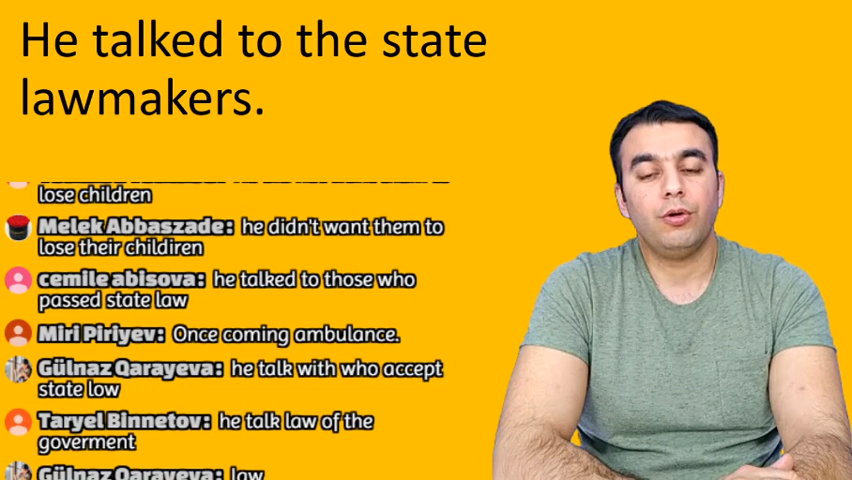 He talked to the state
lawmakers.
lose children
Melek Abbaszade: he didn't want them to
lose their childiren
cemile abisova: he talked to those who
passed state law
Miri Piriyev: Once coming ambulance.
Gülnaz Qarayeva: he talk with who accept
state low
Taryel Binnetov: he talk law of the
goverment
Gülnaz Qarayeva: law